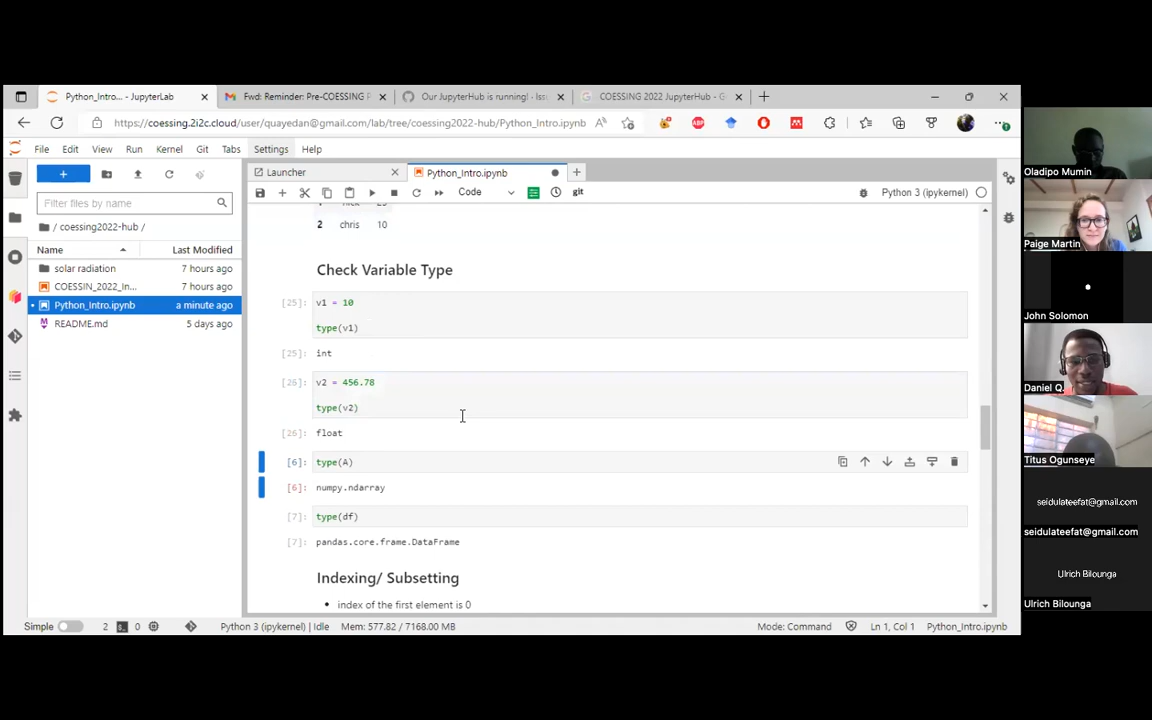 Python_Intro... - JupyterLab
Fwd: Reminder: Pre-COESSING P
Our JupyterHub is running! - Iss
COESSING 2022 JupyterHub - G
https://coessing.2i2c.cloud/user/quayedan@gmail.com/lab/tree/coessing2022-hub/Python_Intro.ipynb
File Edit View Run Kernel Git Tabs Settings Help
Launcher
Python_Intro.ipynb
Code
git
Python 3 (ipykernel)
Filter files by name
/ coessing2022-hub /
Name Last Modified
solar radiation 7 hours ago
COESSIN_2022_In... 7 hours ago
Python_Intro.ipynb a minute ago
README.md 5 days ago
2 chris 10
Check Variable Type
[25]: v1 = 10
type(v1)
[25]: int
[26]: v2 = 456.78
type(v2)
[26]: float
[6]: type(A)
[6]: numpy.ndarray
[7]: type(df)
[7]: pandas.core.frame.DataFrame
Indexing/ Subsetting
• index of the first element is 0
Simple 2 0 Python 3 (ipykernel) | Idle Mem: 577.82 / 7168.00 MB Mode: Command Ln 1, Col 1 Python_Intro.ipynb
Oladipo Mumin
Paige Martin
John Solomon
Daniel Q.
Titus Ogunseye
seidulateefat@gmail.com
seidulateefat@gmail.com
Ulrich Bilounga
Ulrich Bilounga